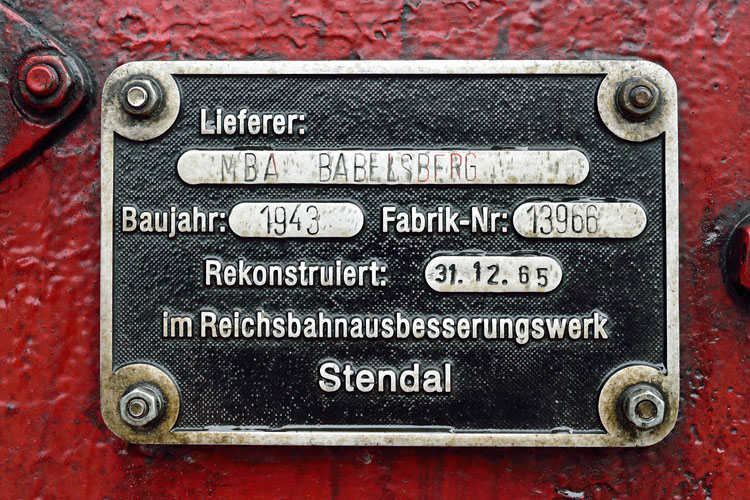 Lieferer:
MBA BABELSBERG
Baujahr: 1943 Fabrik-Nr: 13966
Rekonstruiert: 31.12.65
im Reichsbahnausbesserungswerk
Stendal